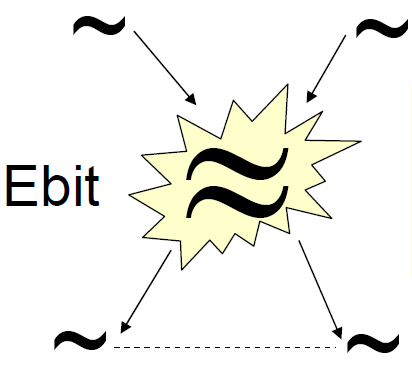 ~ ~
≈
Ebit
~ ~